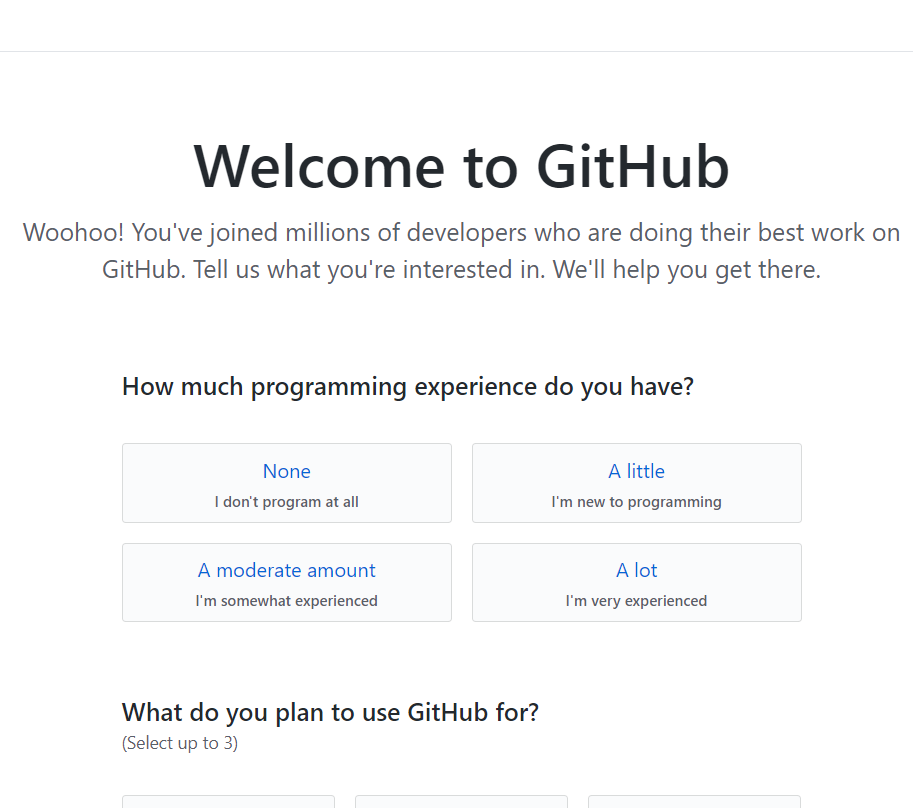 Welcome to GitHub
Woohoo! You've joined millions of developers who are doing their best work on
GitHub. Tell us what you're interested in. We'll help you get there.
How much programming experience do you have?
None
I don't program at all
A little
I'm new to programming
A moderate amount
I'm somewhat experienced
A lot
I'm very experienced
What do you plan to use GitHub for?
(Select up to 3)